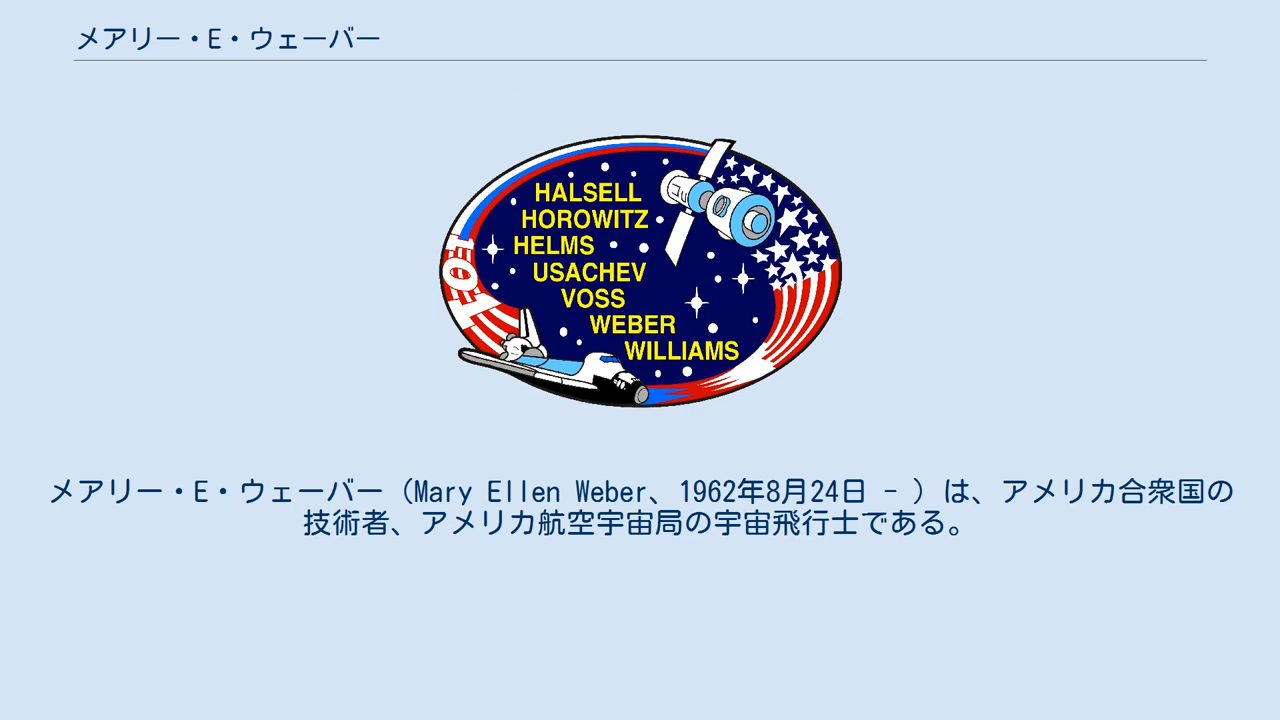 メアリー・E・ウェーバー
HALSELL
HOROWITZ
HELMS
USACHEV
VOSS
WEBER
WILLIAMS
101
メアリー・E・ウェーバー（Mary Ellen Weber、1962年8月24日 - ）は、アメリカ合衆国の
技術者、アメリカ航空宇宙局の宇宙飛行士である。